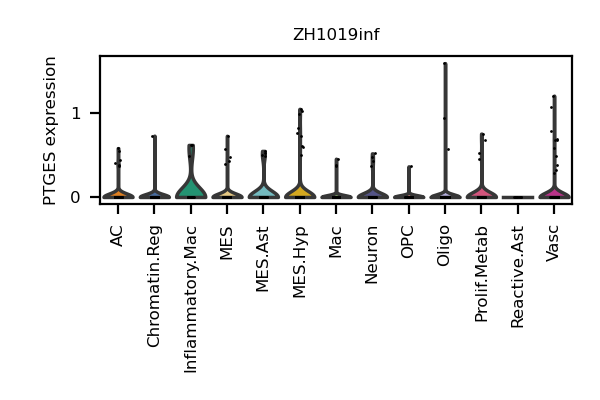 ZH1019inf
PTGES expression
1
0
AC
Chromatin.Reg
Inflammatory.Mac
MES
MES.Ast
MES.Hyp
Mac
Neuron
OPC
Oligo
Prolif.Metab
Reactive.Ast
Vasc